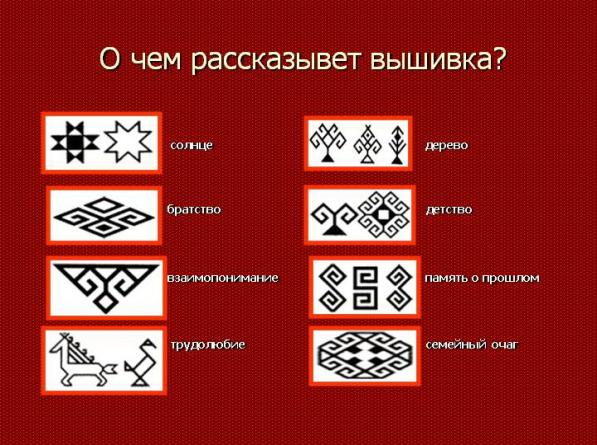 О чем рассказывет вышивка?
солнце
дерево
братство
детство
взаимопонимание
память о прошлом
трудолюбие
семейный очаг